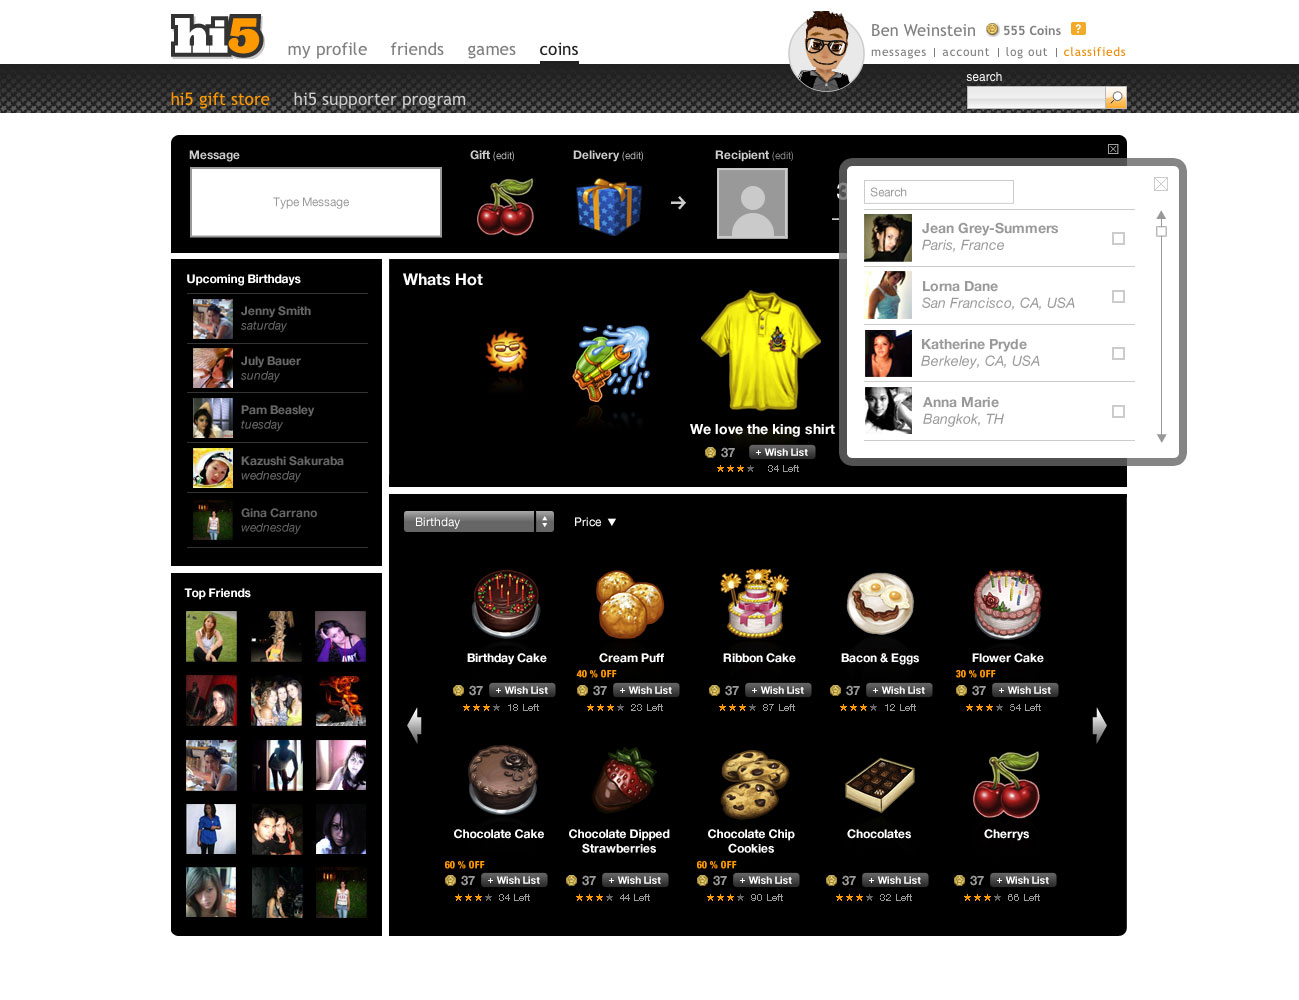 hi5
my profile
friends
games
coins
Ben Weinstein
555 Coins
?
messages | account | log out | classifieds
hi5 gift store
hi5 supporter program
search
Message
Gift (edit)
Delivery (edit)
Recipient (edit)
Type Message
Search
Jean Grey-Summers
Paris, France
Lorna Dane
San Francisco, CA, USA
Katherine Pryde
Berkeley, CA, USA
Anna Marie
Bangkok, TH
Upcoming Birthdays
Jenny Smith
saturday
July Bauer
sunday
Pam Beasley
tuesday
Kazushi Sakuraba
wednesday
Gina Carrano
wednesday
Whats Hot
We love the king shirt
37 + Wish List
34 Left
Top Friends
Birthday
Price ▼
Birthday Cake
37 + Wish List
18 Left
Cream Puff
40 % OFF
37 + Wish List
23 Left
Ribbon Cake
37 + Wish List
87 Left
Bacon & Eggs
37 + Wish List
12 Left
Flower Cake
30 % OFF
37 + Wish List
54 Left
Chocolate Cake
60 % OFF
37 + Wish List
34 Left
Chocolate Dipped
Strawberries
37 + Wish List
44 Left
Chocolate Chip
Cookies
60 % OFF
37 + Wish List
90 Left
Chocolates
37 + Wish List
32 Left
Cherrys
37 + Wish List
66 Left